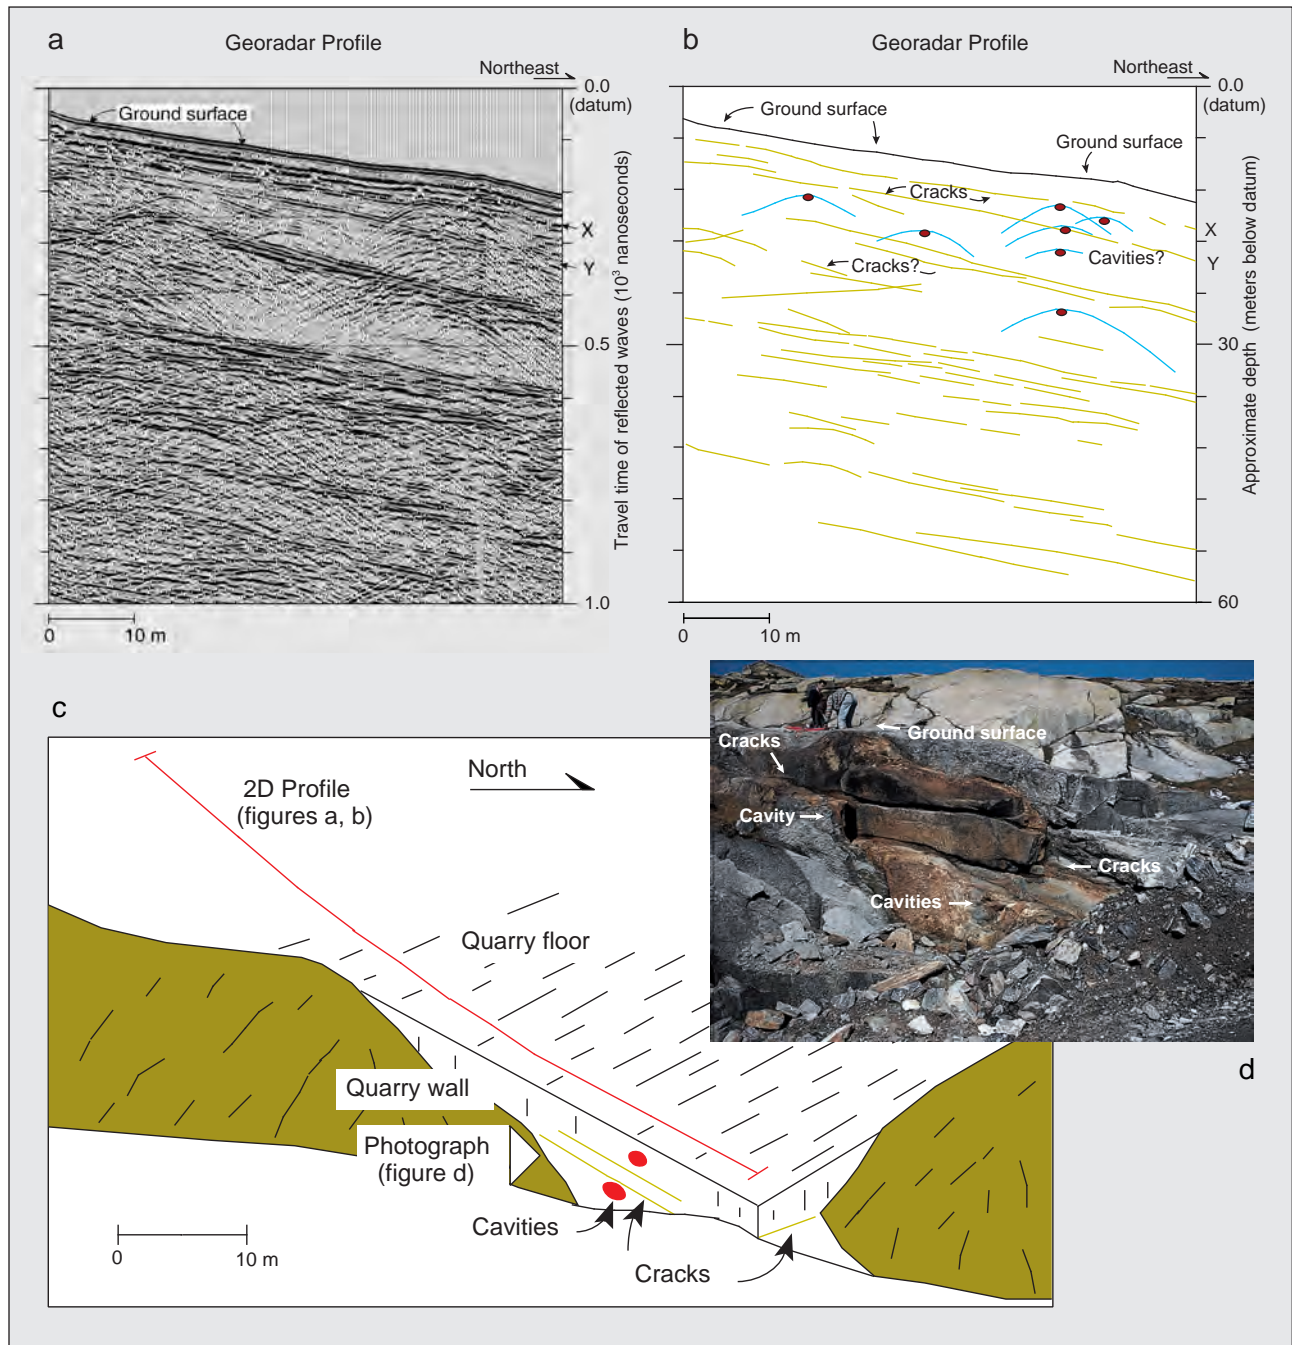 a
Georadar Profile
Northeast
0.0
(datum)
Ground surface
X
Y
0.5
1.0
Travel time of reflected waves (10³ nanoseconds)
0
10 m
b
Georadar Profile
Northeast
0.0
(datum)
Ground surface
Ground surface
Cracks
X
Cavities?
Y
Cracks?
30
60
Approximate depth (meters below datum)
0
10 m
c
2D Profile
(figures a, b)
North
Quarry floor
Quarry wall
Photograph
(figure d)
Cavities
Cracks
0
10 m
Ground surface
Cracks
Cavity
Cracks
Cavities
d